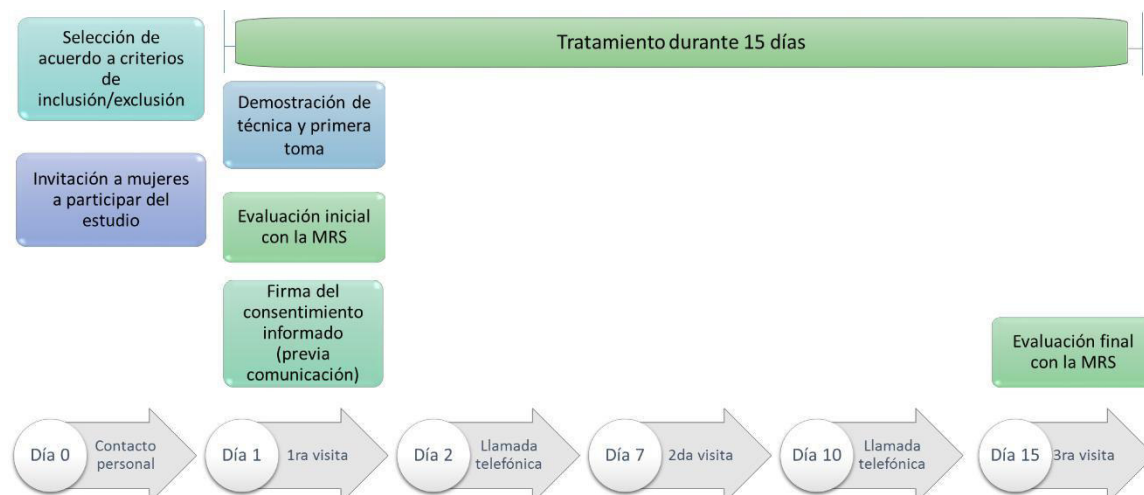 Selección de
acuerdo a criterios
de
inclusión/exclusión
Tratamiento durante 15 días
Demostración de
técnica y primera
toma
Invitación a mujeres
a participar del
estudio
Evaluación inicial
con la MRS
Firma del
consentimiento
informado
(previa
comunicación)
Evaluación final
con la MRS
Día 0
Contacto
personal
Día 1
1ra visita
Día 2
Llamada
telefónica
Día 7
2da visita
Día 10
Llamada
telefónica
Día 15
3ra visita